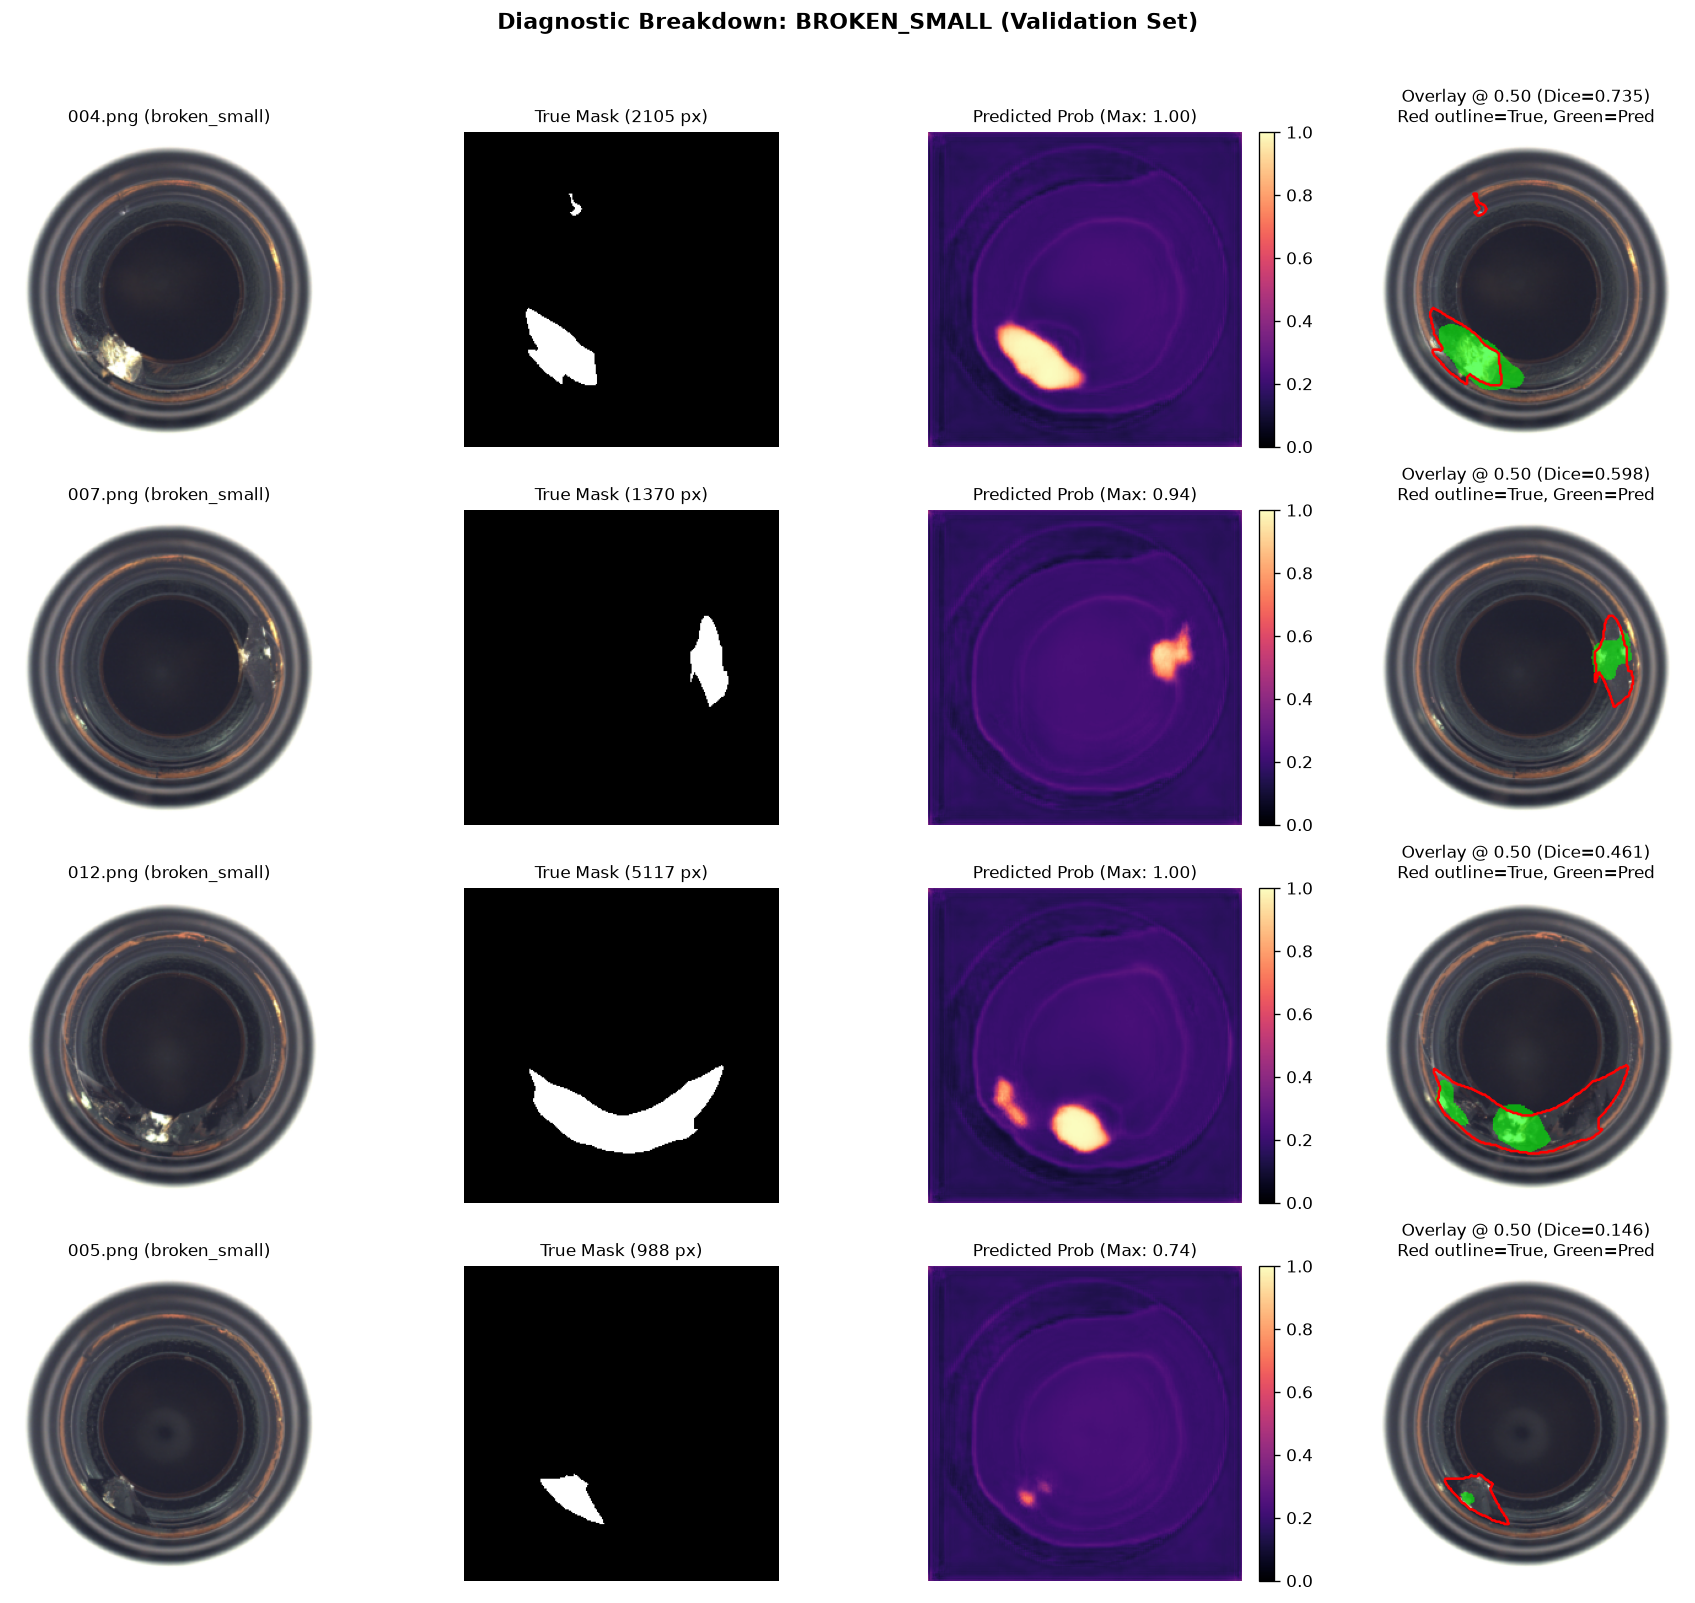 Diagnostic Breakdown: BROKEN_SMALL (Validation Set)
004.png (broken_small)
True Mask (2105 px)
Predicted Prob (Max: 1.00)
Overlay @ 0.50 (Dice=0.735)
Red outline=True, Green=Pred
1.0
0.8
0.6
0.4
0.2
0.0
007.png (broken_small)
True Mask (1370 px)
Predicted Prob (Max: 0.94)
Overlay @ 0.50 (Dice=0.598)
Red outline=True, Green=Pred
1.0
0.8
0.6
0.4
0.2
0.0
012.png (broken_small)
True Mask (5117 px)
Predicted Prob (Max: 1.00)
Overlay @ 0.50 (Dice=0.461)
Red outline=True, Green=Pred
1.0
0.8
0.6
0.4
0.2
0.0
005.png (broken_small)
True Mask (988 px)
Predicted Prob (Max: 0.74)
Overlay @ 0.50 (Dice=0.146)
Red outline=True, Green=Pred
1.0
0.8
0.6
0.4
0.2
0.0